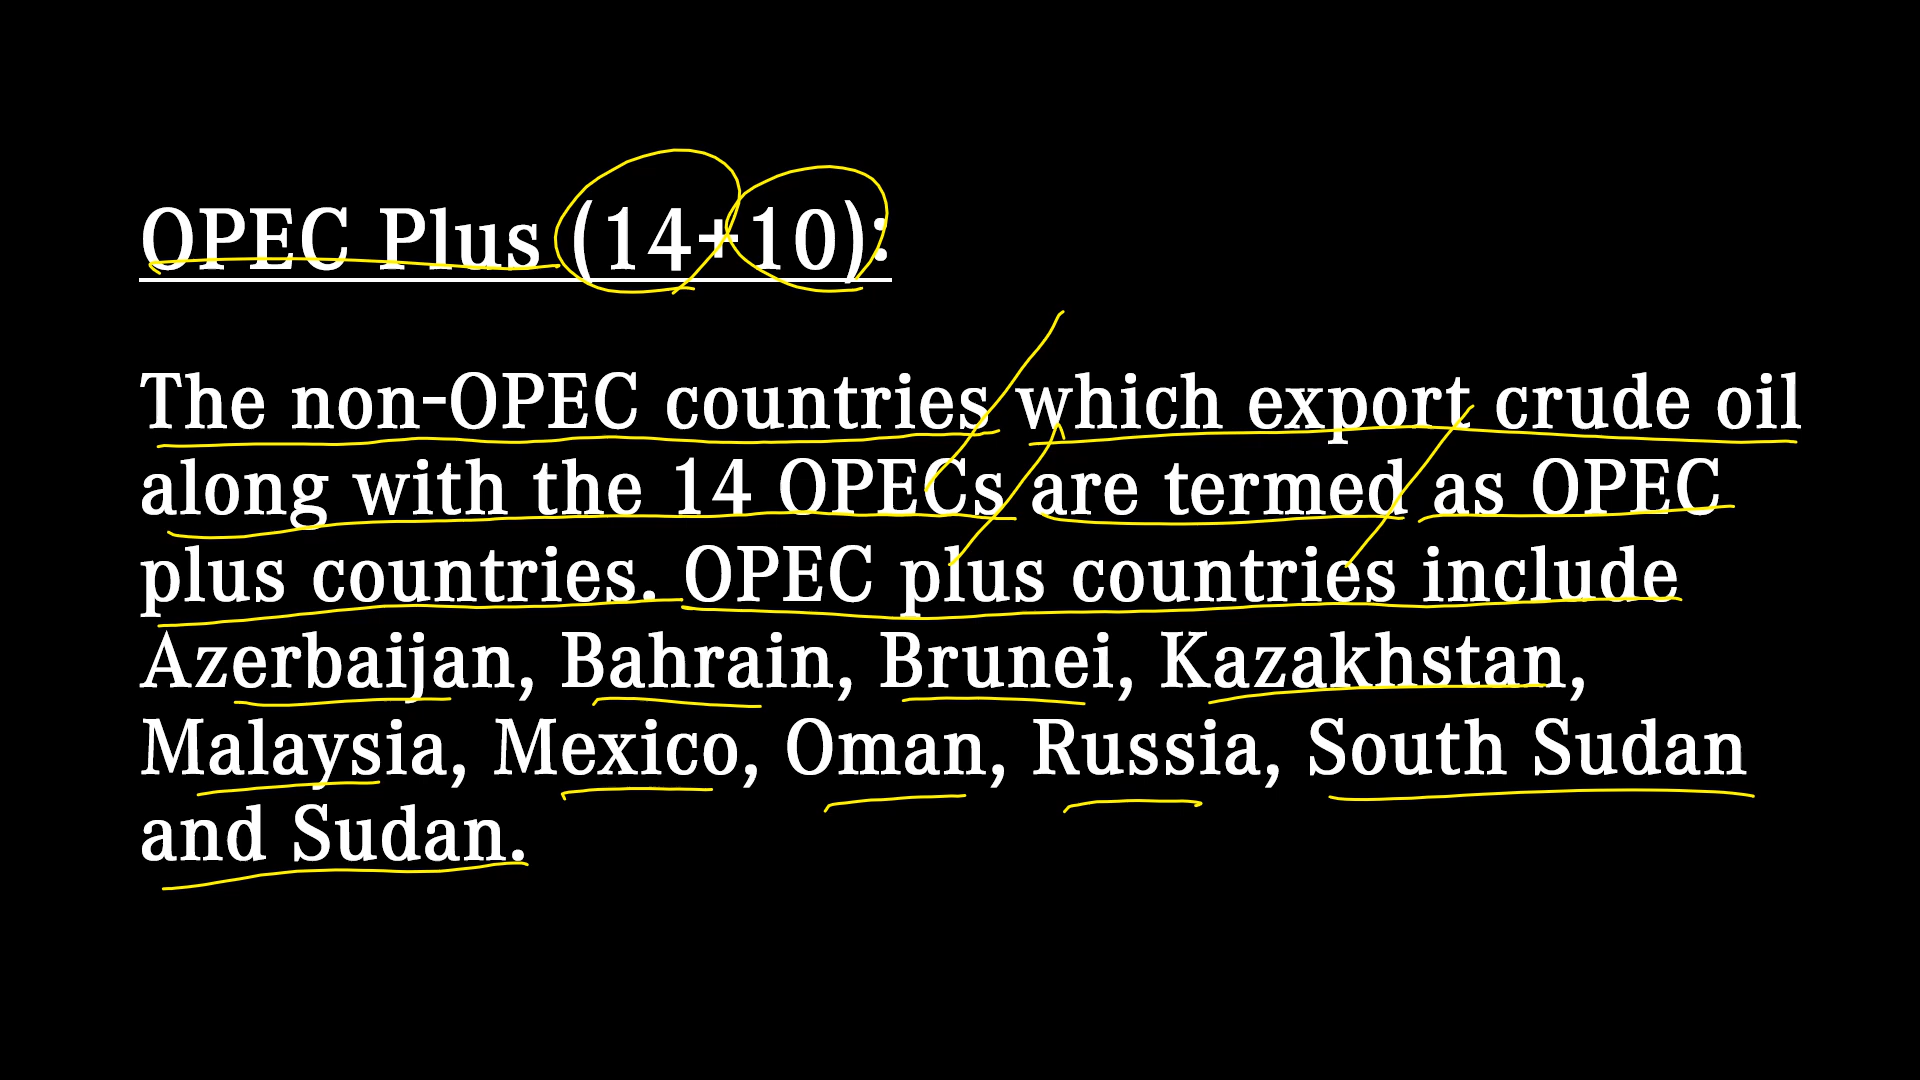 OPEC Plus (14+10):
The non-OPEC countries which export crude oil
along with the 14 OPECs are termed as OPEC
plus countries. OPEC plus countries include
Azerbaijan, Bahrain, Brunei, Kazakhstan,
Malaysia, Mexico, Oman, Russia, South Sudan
and Sudan.